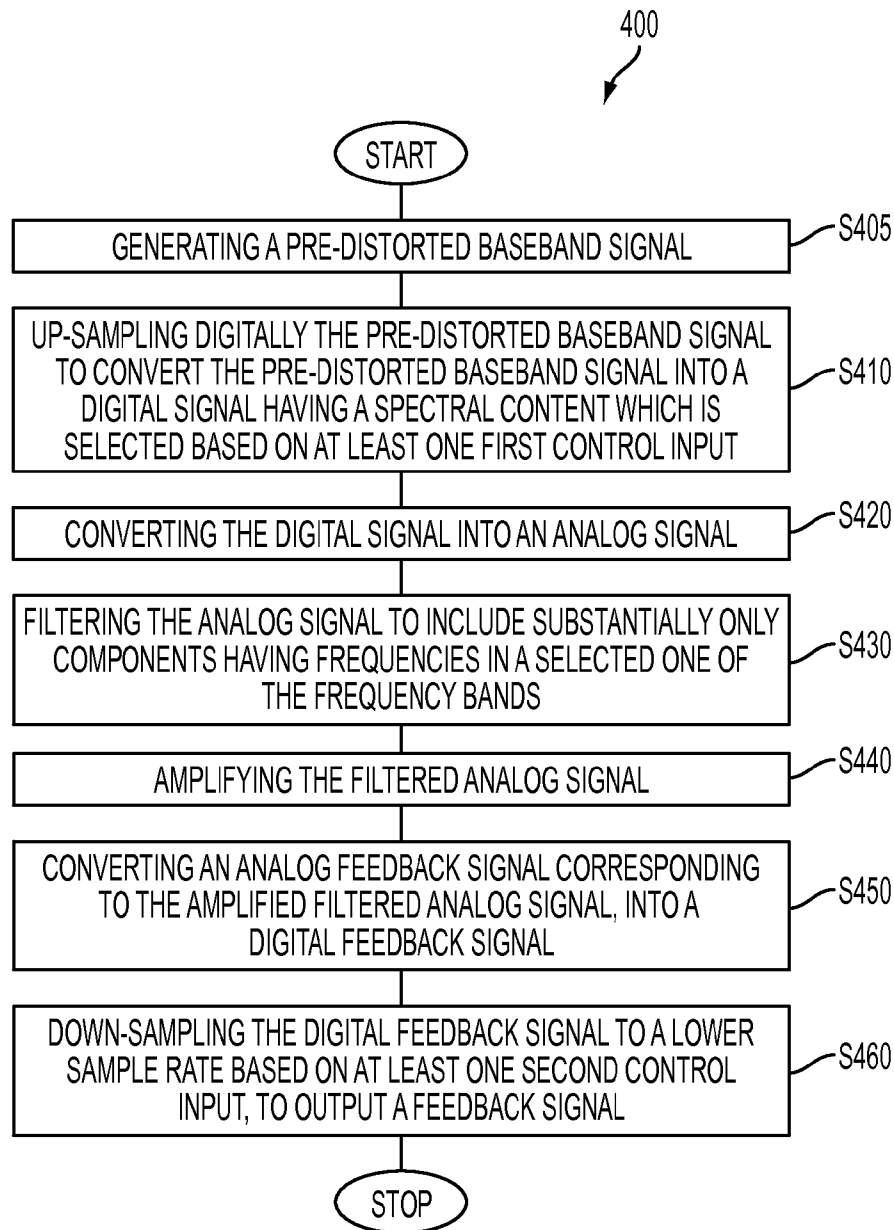 400
START
GENERATING A PRE-DISTORTED BASEBAND SIGNAL
S405
UP-SAMPLING DIGITALLY THE PRE-DISTORTED BASEBAND SIGNAL
TO CONVERT THE PRE-DISTORTED BASEBAND SIGNAL INTO A
DIGITAL SIGNAL HAVING A SPECTRAL CONTENT WHICH IS
SELECTED BASED ON AT LEAST ONE FIRST CONTROL INPUT
S410
CONVERTING THE DIGITAL SIGNAL INTO AN ANALOG SIGNAL
S420
FILTERING THE ANALOG SIGNAL TO INCLUDE SUBSTANTIALLY ONLY
COMPONENTS HAVING FREQUENCIES IN A SELECTED ONE OF
THE FREQUENCY BANDS
S430
AMPLIFYING THE FILTERED ANALOG SIGNAL
S440
CONVERTING AN ANALOG FEEDBACK SIGNAL CORRESPONDING
TO THE AMPLIFIED FILTERED ANALOG SIGNAL, INTO A
DIGITAL FEEDBACK SIGNAL
S450
DOWN-SAMPLING THE DIGITAL FEEDBACK SIGNAL TO A LOWER
SAMPLE RATE BASED ON AT LEAST ONE SECOND CONTROL
INPUT, TO OUTPUT A FEEDBACK SIGNAL
S460
STOP